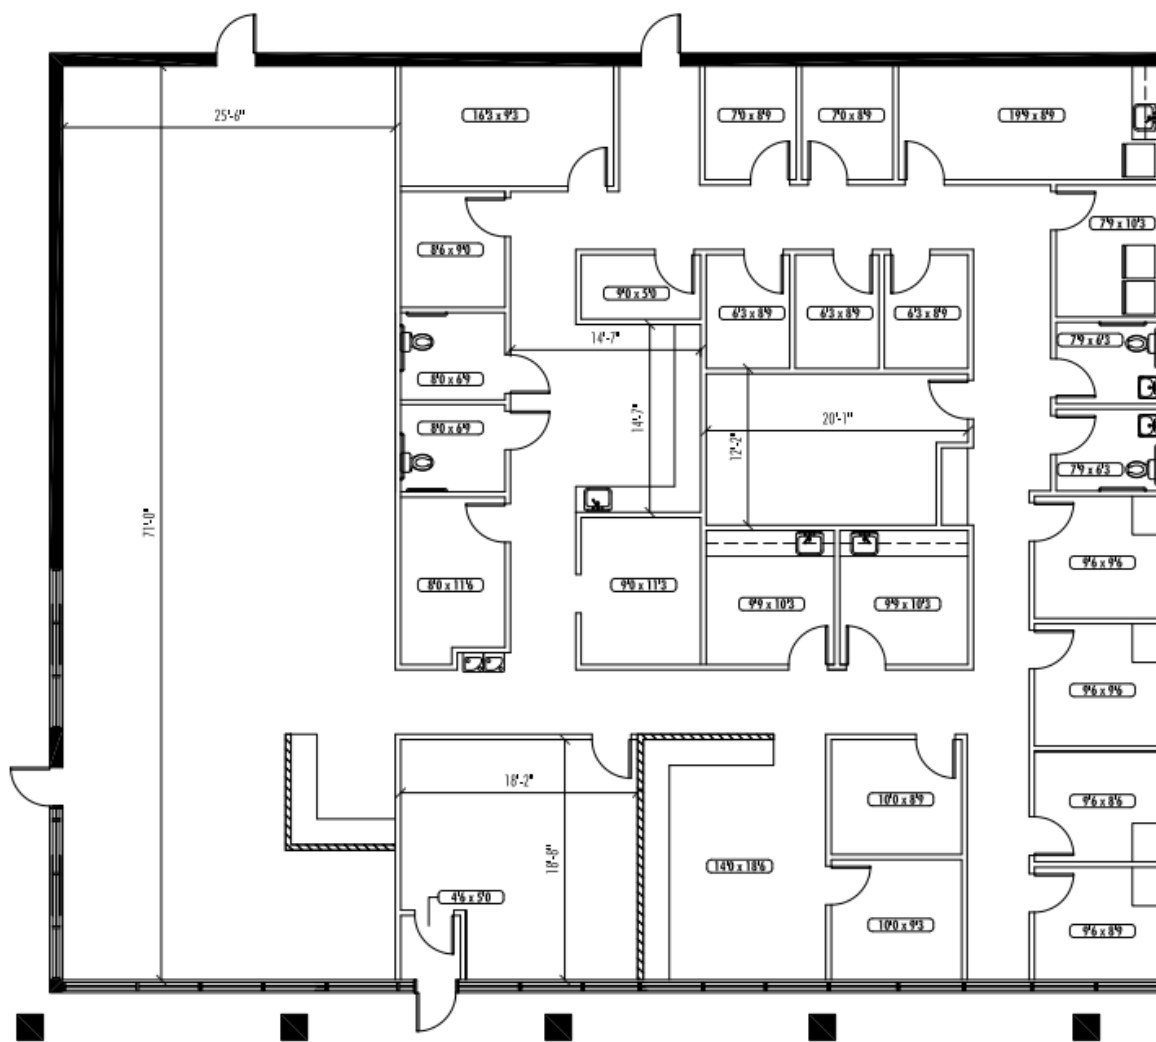 25'-6"
16'3 x 9'3
7'0 x 8'9
7'0 x 8'9
19'9 x 8'9
8'6 x 9'0
7'9 x 10'3
9'0 x 5'0
6'3 x 8'9
6'3 x 8'9
6'3 x 8'9
14'-7"
7'9 x 6'3
8'0 x 6'9
8'0 x 6'9
14'-7"
12'-2"
20'-1"
7'9 x 6'3
71'-0"
8'0 x 11'6
9'0 x 11'3
9'9 x 10'3
9'9 x 10'3
9'6 x 9'6
9'6 x 9'6
18'-2"
10'0 x 8'9
9'6 x 8'6
18'-6"
14'0 x 18'6
4'6 x 5'0
10'0 x 9'3
9'6 x 8'9